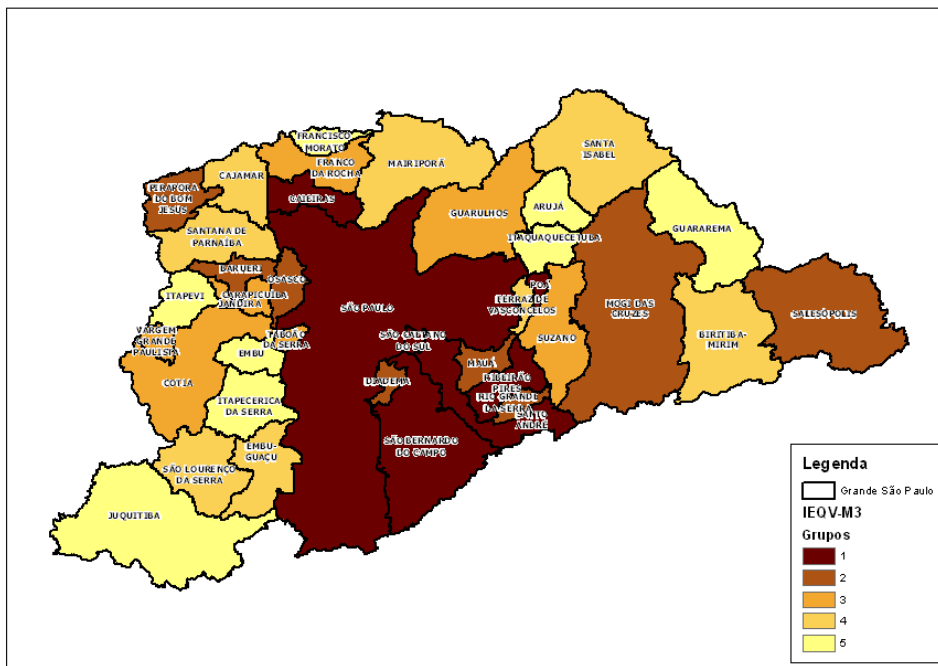 FRANCISCO
MORATO
SANTA
ISABEL
FRANCO
DA ROCHA
MAIRIPORÃ
CAJAMAR
PIRAPORA
DO BOM
JESUS
CAIEIRAS
ARUJÁ
GUARULHOS
GUARAREMA
SANTANA DE
PARNAÍBA
ITAQUAQUECETUBA
BARUERI
OSASCO
ITAPEVI
CARAPICUÍBA
JANDIRA
POÁ
FERRAZ DE
VASCONCELOS
SÃO PAULO
MOGI DAS
CRUZES
SALESÓPOLIS
VARGEM
GRANDE
PAULISTA
TABOÃO
DA SERRA
SÃO CAETANO
DO SUL
SUZANO
BIRITIBA-
MIRIM
EMBU
MAUÁ
COTIA
DIADEMA
RIBEIRÃO
PIRES
RIO GRANDE
DA SERRA
ITAPECERICA
DA SERRA
SANTO
ANDRÉ
SÃO BERNARDO
DO CAMPO
EMBU-
GUAÇU
SÃO LOURENÇO
DA SERRA
JUQUITIBA
Legenda
Grande São Paulo
IEQV-M3
Grupos
1
2
3
4
5